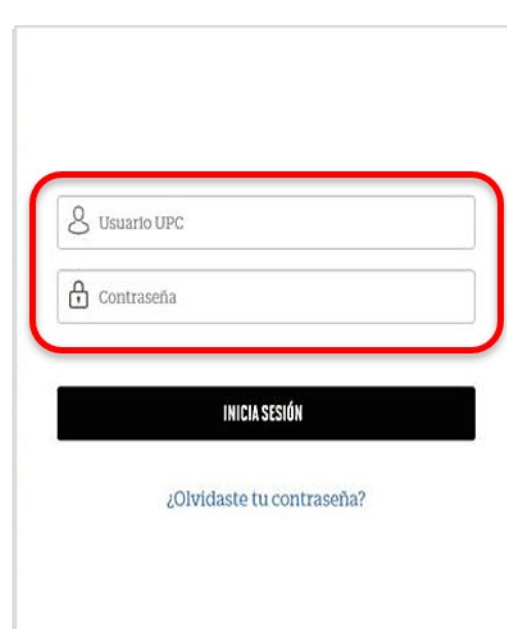 Usuario UPC
Contraseña
INICIA SESIÓN
¿Olvidaste tu contraseña?